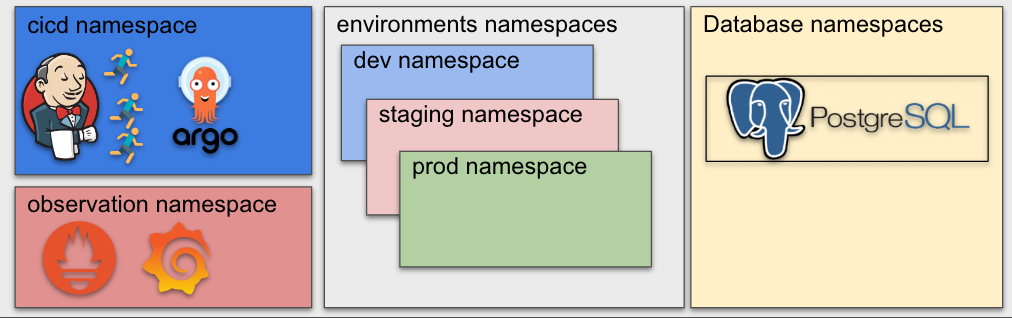 cicd namespace
argo
observation namespace
environments namespaces
dev namespace
staging namespace
prod namespace
Database namespaces
PostgreSQL